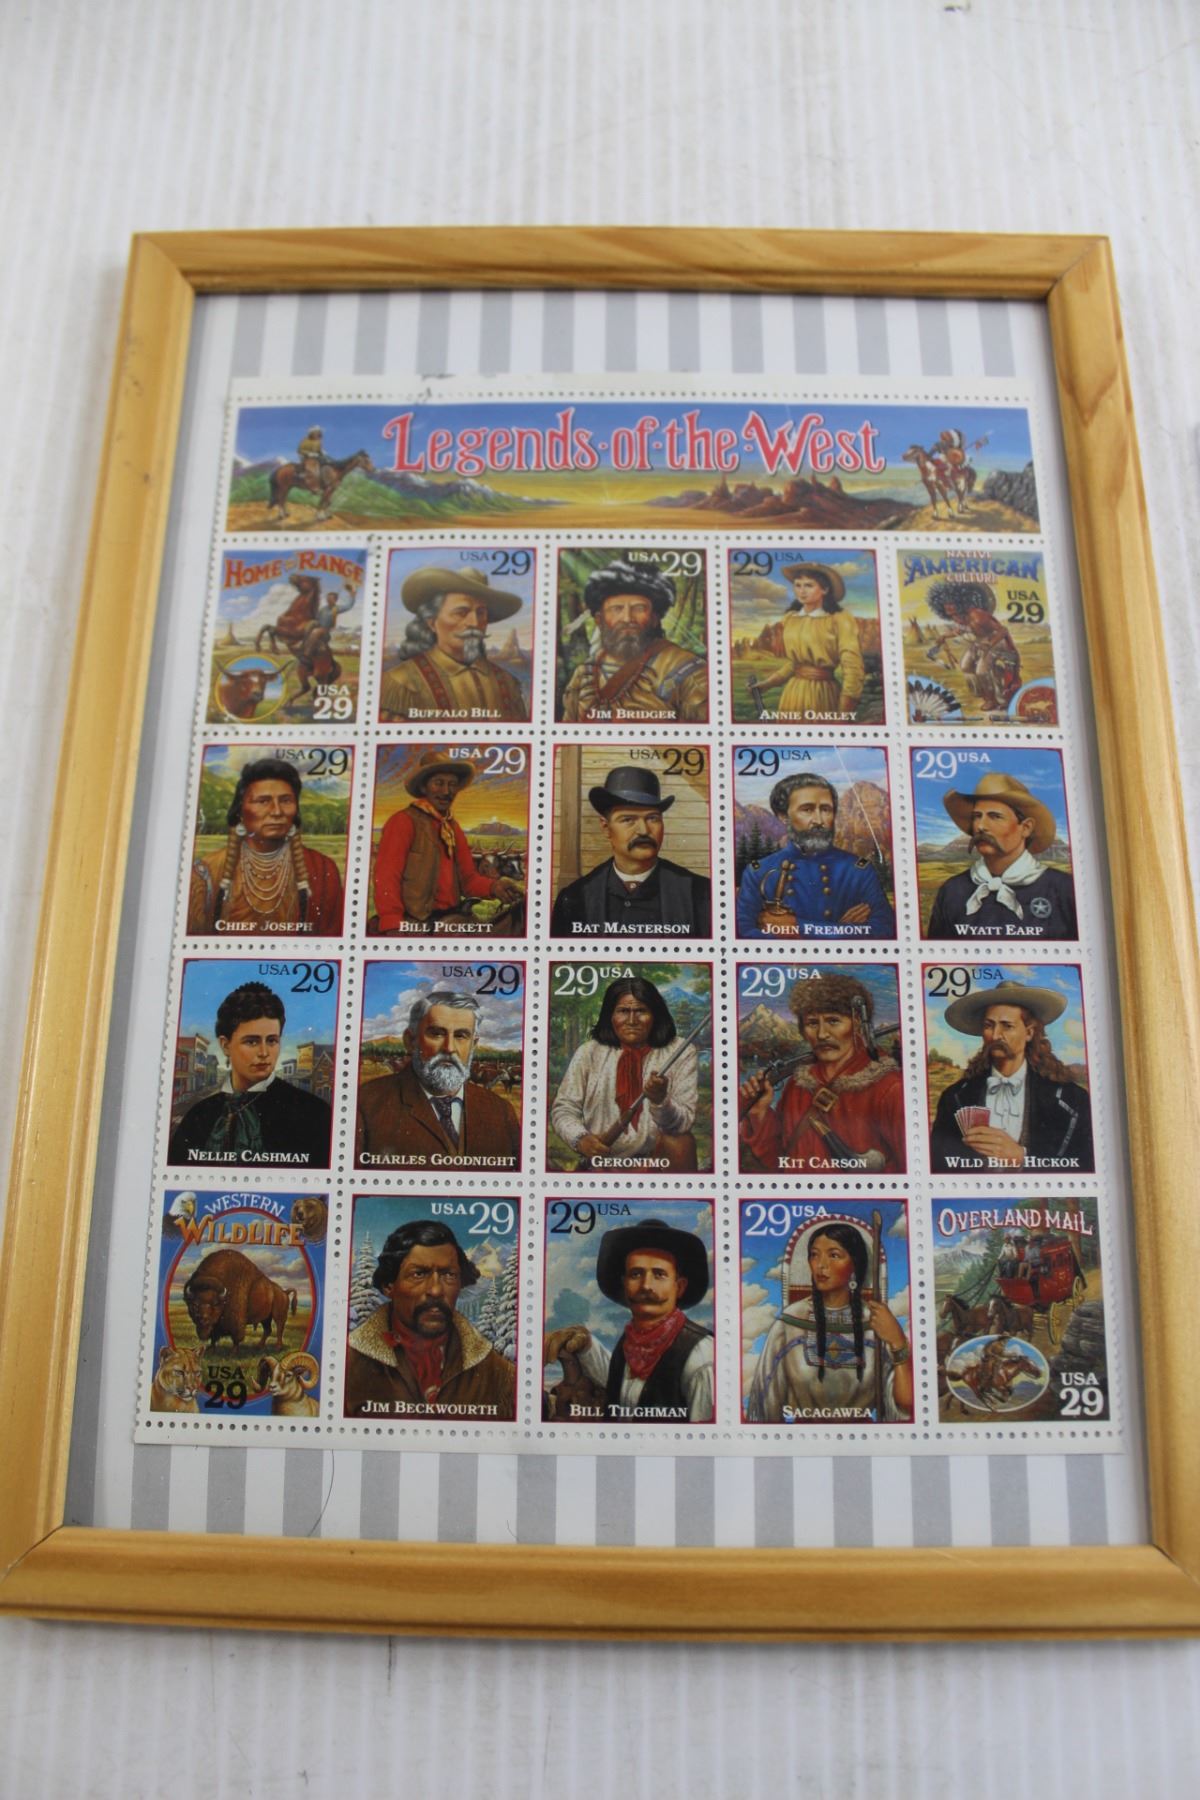 Legends·of·the·West
HOME ON THE RANGE
USA
29
USA 29
BUFFALO BILL
USA 29
JIM BRIDGER
29 USA
ANNIE OAKLEY
NATIVE
AMERICAN
CULTURE
USA
29
USA 29
CHIEF JOSEPH
USA 29
BILL PICKETT
USA 29
BAT MASTERSON
29 USA
JOHN FREMONT
29 USA
WYATT EARP
USA 29
NELLIE CASHMAN
USA 29
CHARLES GOODNIGHT
29 USA
GERONIMO
29 USA
KIT CARSON
29 USA
WILD BILL HICKOK
WESTERN
WILDLIFE
USA
29
USA 29
JIM BECKWOURTH
29 USA
BILL TILGHMAN
29 USA
SACAGAWEA
OVERLAND MAIL
USA
29